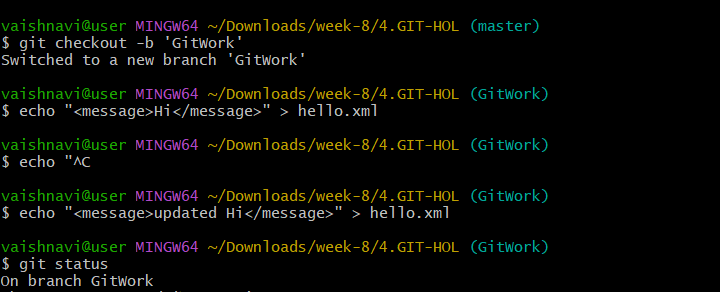 vaishnavi@user MINGW64 ~/Downloads/week-8/4.GIT-HOL (master)
$ git checkout -b 'GitWork'
Switched to a new branch 'GitWork'
vaishnavi@user MINGW64 ~/Downloads/week-8/4.GIT-HOL (GitWork)
$ echo "<message>Hi</message>" > hello.xml
vaishnavi@user MINGW64 ~/Downloads/week-8/4.GIT-HOL (GitWork)
$ echo "^C
vaishnavi@user MINGW64 ~/Downloads/week-8/4.GIT-HOL (GitWork)
$ echo "<message>updated Hi</message>" > hello.xml
vaishnavi@user MINGW64 ~/Downloads/week-8/4.GIT-HOL (GitWork)
$ git status
On branch GitWork